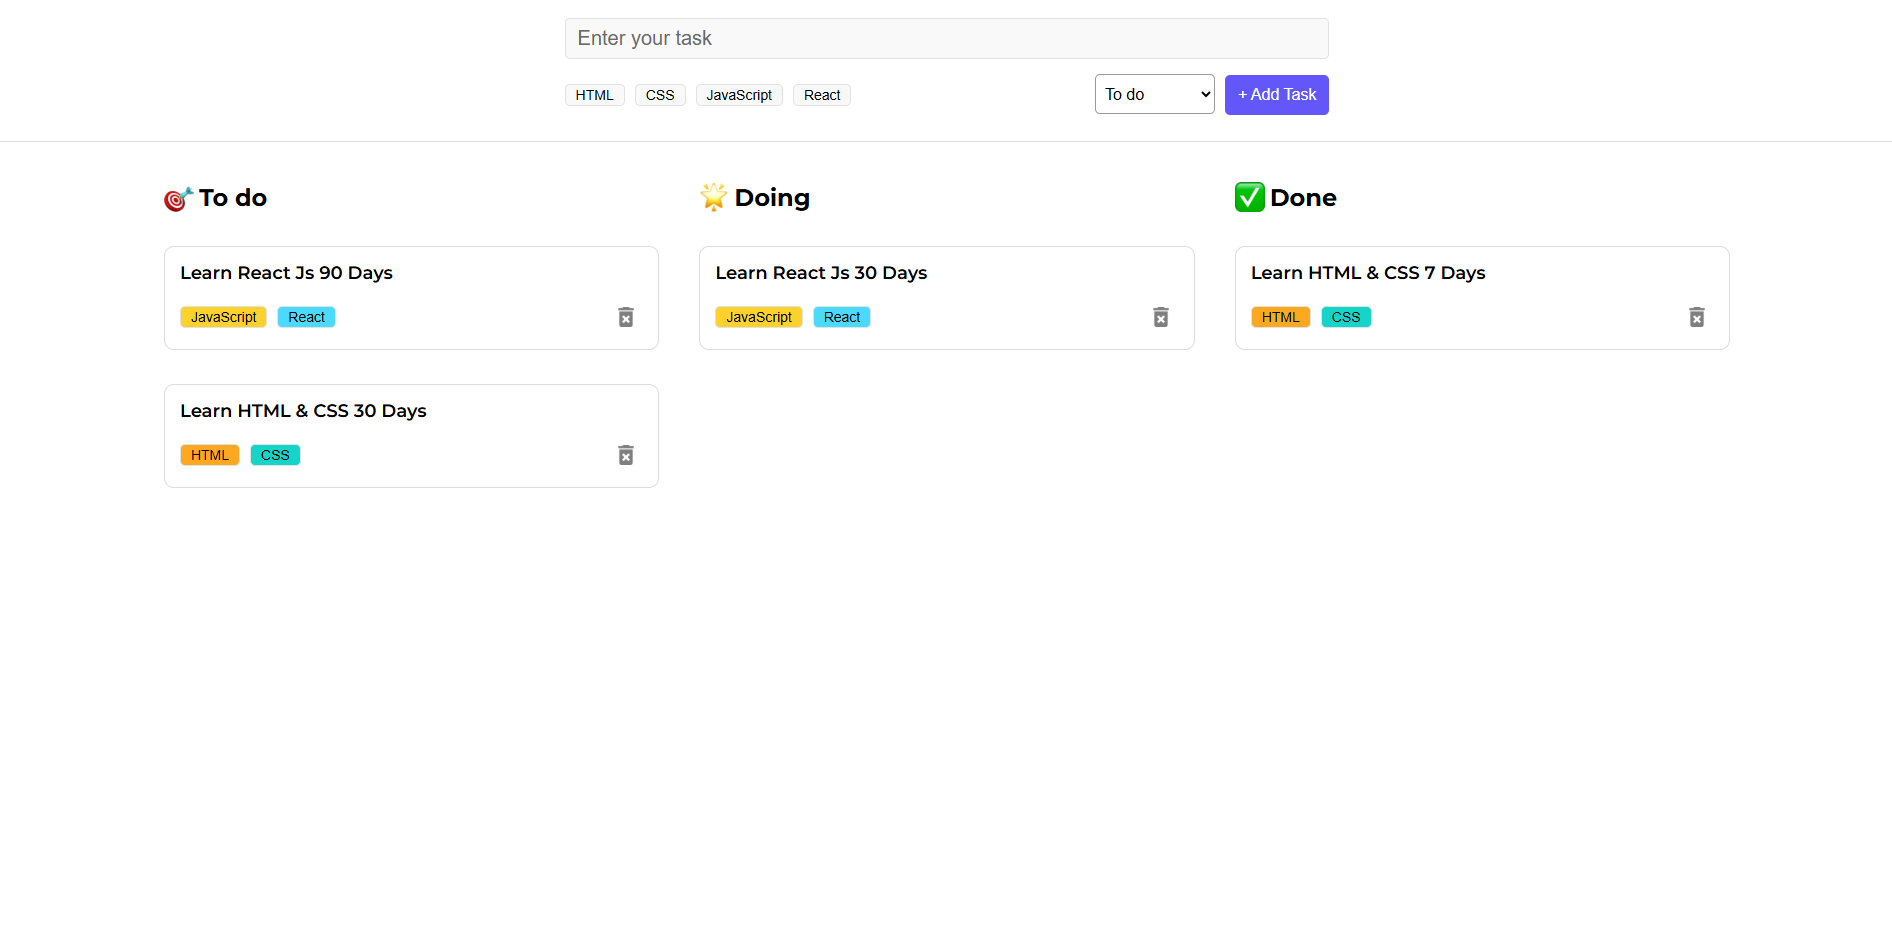 Enter your task
HTML CSS JavaScript React To do + Add Task
To do
Learn React Js 90 Days
JavaScript React
Learn HTML & CSS 30 Days
HTML CSS
Doing
Learn React Js 30 Days
JavaScript React
Done
Learn HTML & CSS 7 Days
HTML CSS